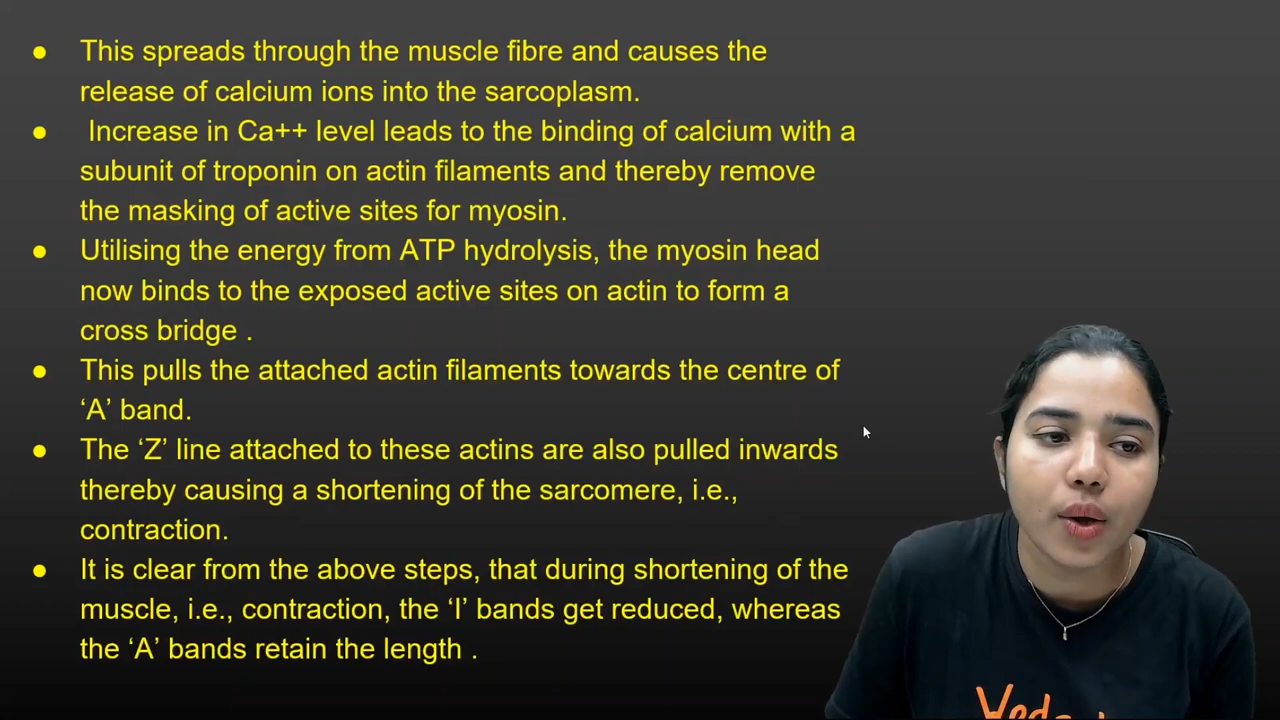 ● This spreads through the muscle fibre and causes the
release of calcium ions into the sarcoplasm.
● Increase in Ca++ level leads to the binding of calcium with a
subunit of troponin on actin filaments and thereby remove
the masking of active sites for myosin.
● Utilising the energy from ATP hydrolysis, the myosin head
now binds to the exposed active sites on actin to form a
cross bridge .
● This pulls the attached actin filaments towards the centre of
‘A’ band.
● The ‘Z’ line attached to these actins are also pulled inwards
thereby causing a shortening of the sarcomere, i.e.,
contraction.
● It is clear from the above steps, that during shortening of the
muscle, i.e., contraction, the ‘I’ bands get reduced, whereas
the ‘A’ bands retain the length .